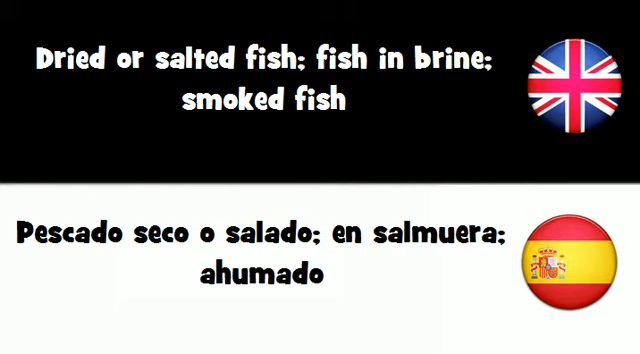 Dried or salted fish; fish in brine;
smoked fish
Pescado seco o salado; en salmuera;
ahumado